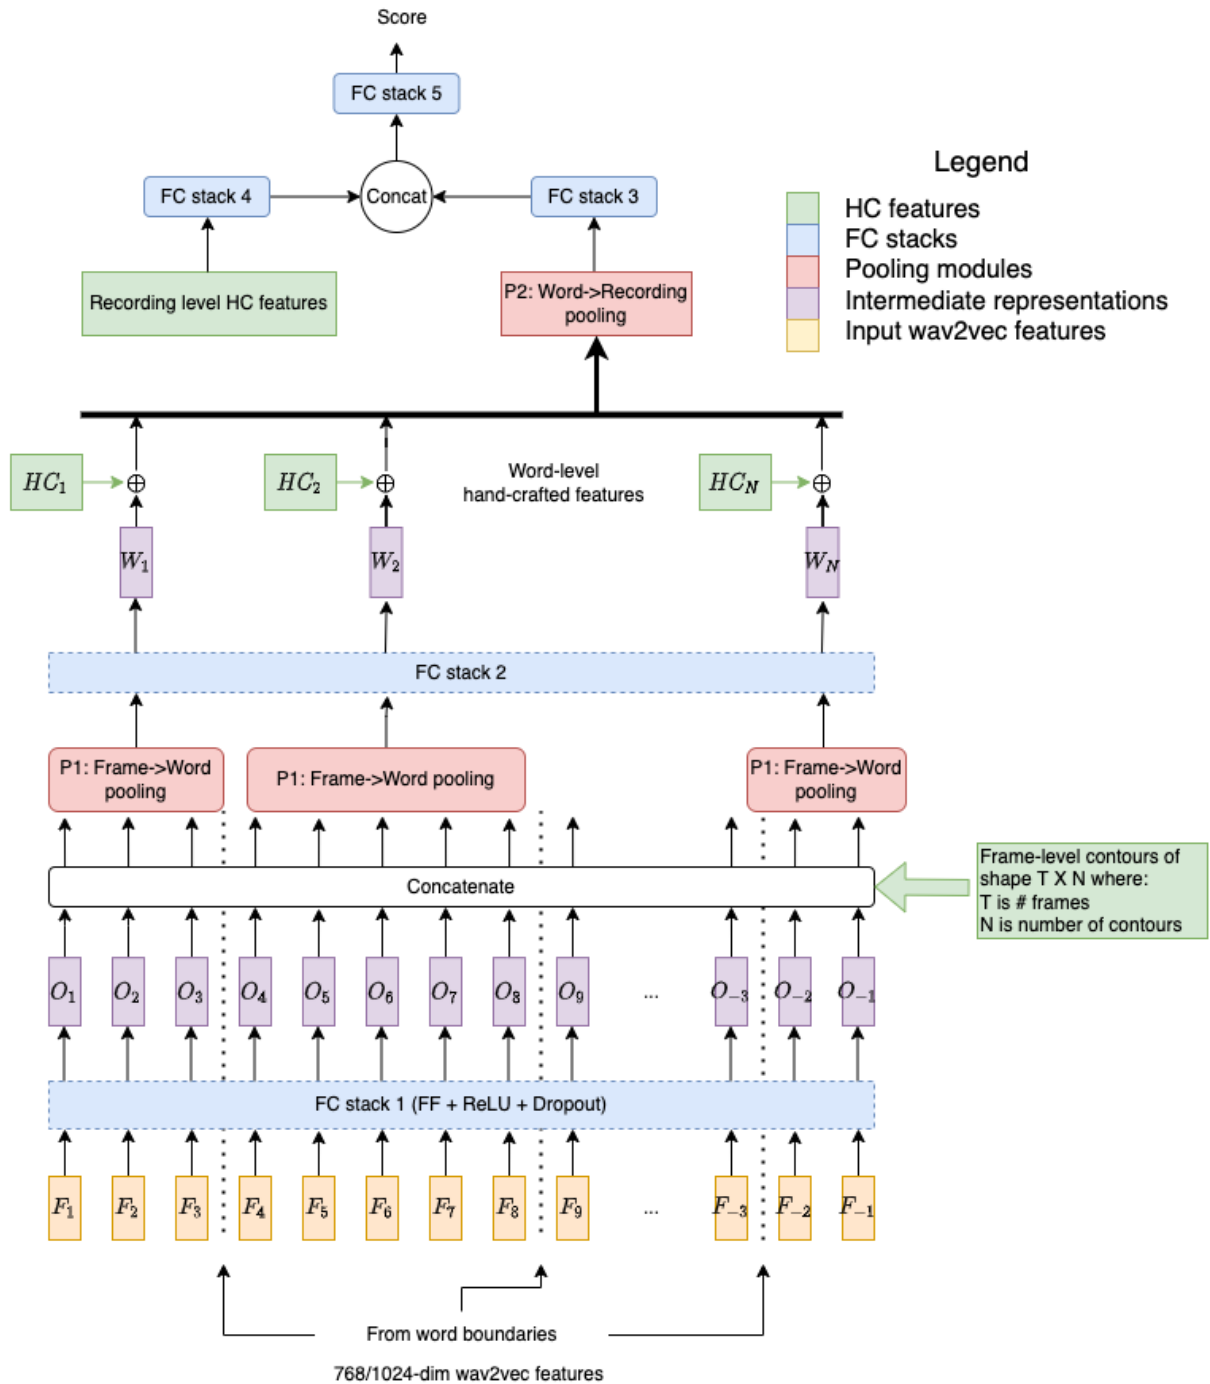 Score
FC stack 5
FC stack 4
Concat
FC stack 3
Recording level HC features
P2: Word->Recording
pooling
Legend
HC features
FC stacks
Pooling modules
Intermediate representations
Input wav2vec features
HC₁
HC₂
Word-level
hand-crafted features
HC_N
W₁
W₂
W_N
FC stack 2
P1: Frame->Word
pooling
P1: Frame->Word pooling
P1: Frame->Word
pooling
Concatenate
Frame-level contours of
shape T X N where:
T is # frames
N is number of contours
O₁ O₂ O₃ O₄ O₅ O₆ O₇ O₈ O₉ ... O₋₃ O₋₂ O₋₁
FC stack 1 (FF + ReLU + Dropout)
F₁ F₂ F₃ F₄ F₅ F₆ F₇ F₈ F₉ ... F₋₃ F₋₂ F₋₁
From word boundaries
768/1024-dim wav2vec features